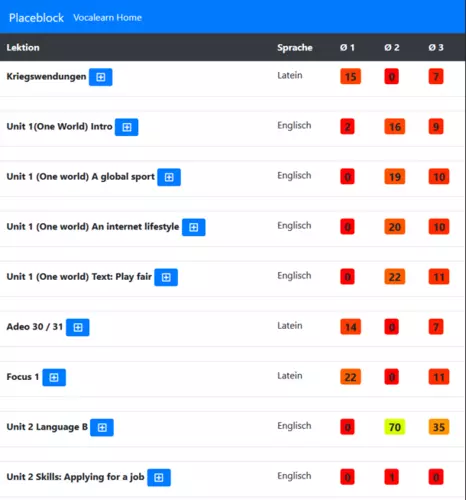 Placeblock Vocalearn Home
Lektion Sprache Ø 1 Ø 2 Ø 3
Kriegswendungen Latein 15 0 7
Unit 1(One World) Intro Englisch 2 16 9
Unit 1 (One world) A global sport Englisch 0 19 10
Unit 1 (One world) An internet lifestyle Englisch 0 20 10
Unit 1 (One world) Text: Play fair Englisch 0 22 11
Adeo 30 / 31 Latein 14 0 7
Focus 1 Latein 22 0 11
Unit 2 Language B Englisch 0 70 35
Unit 2 Skills: Applying for a job Englisch 0 1 0